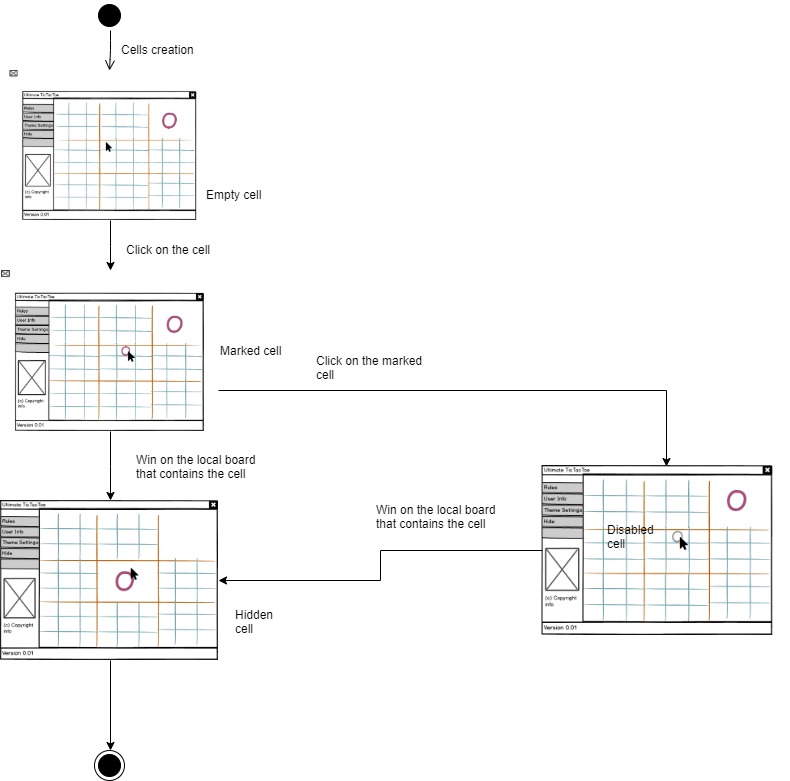 Cells creation
Ultimate TicTacToe
Rules
User Info
Theme Settings
Hide
(c) Copyright
info
Version 0.01
Empty cell
Click on the cell
Ultimate TicTacToe
Rules
User Info
Theme Settings
Hide
(c) Copyright
info
Version 0.01
Marked cell
Click on the marked
cell
Win on the local board
that contains the cell
Ultimate TicTacToe
Rules
User Info
Theme Settings
Hide
(c) Copyright
info
Version 0.01
Hidden
cell
Win on the local board
that contains the cell
Ultimate TicTacToe
Rules
User Info
Theme Settings
Hide
(c) Copyright
info
Version 0.01
Disabled
cell